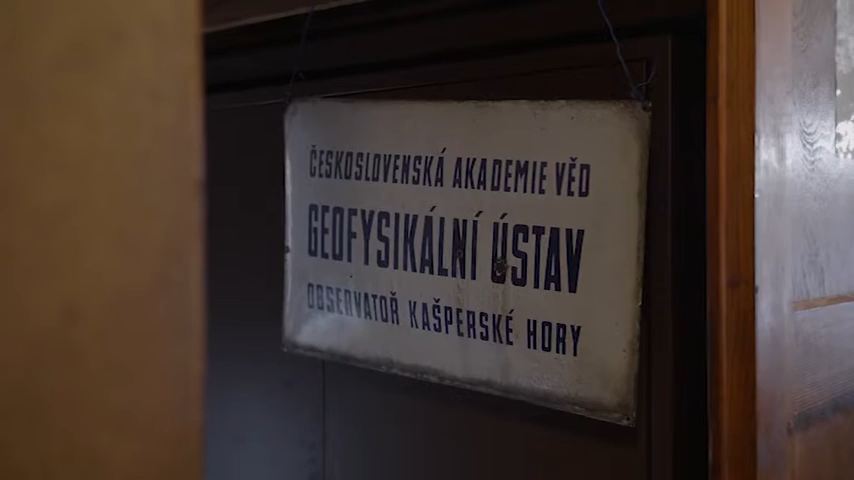 ČESKOSLOVENSKÁ AKADEMIE VĚD
GEOFYSIKÁLNÍ ÚSTAV
OBSERVATOŘ KAŠPERSKÉ HORY